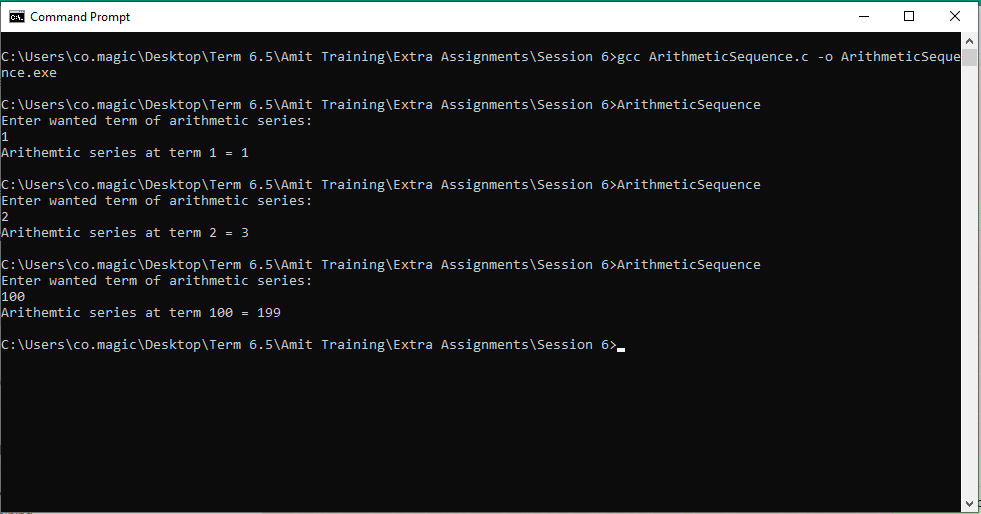 Command Prompt
C:\Users\co.magic\Desktop\Term 6.5\Amit Training\Extra Assignments\Session 6>gcc ArithmeticSequence.c -o ArithmeticSeque
nce.exe
C:\Users\co.magic\Desktop\Term 6.5\Amit Training\Extra Assignments\Session 6>ArithmeticSequence
Enter wanted term of arithmetic series:
1
Arithemtic series at term 1 = 1
C:\Users\co.magic\Desktop\Term 6.5\Amit Training\Extra Assignments\Session 6>ArithmeticSequence
Enter wanted term of arithmetic series:
2
Arithemtic series at term 2 = 3
C:\Users\co.magic\Desktop\Term 6.5\Amit Training\Extra Assignments\Session 6>ArithmeticSequence
Enter wanted term of arithmetic series:
100
Arithemtic series at term 100 = 199
C:\Users\co.magic\Desktop\Term 6.5\Amit Training\Extra Assignments\Session 6>